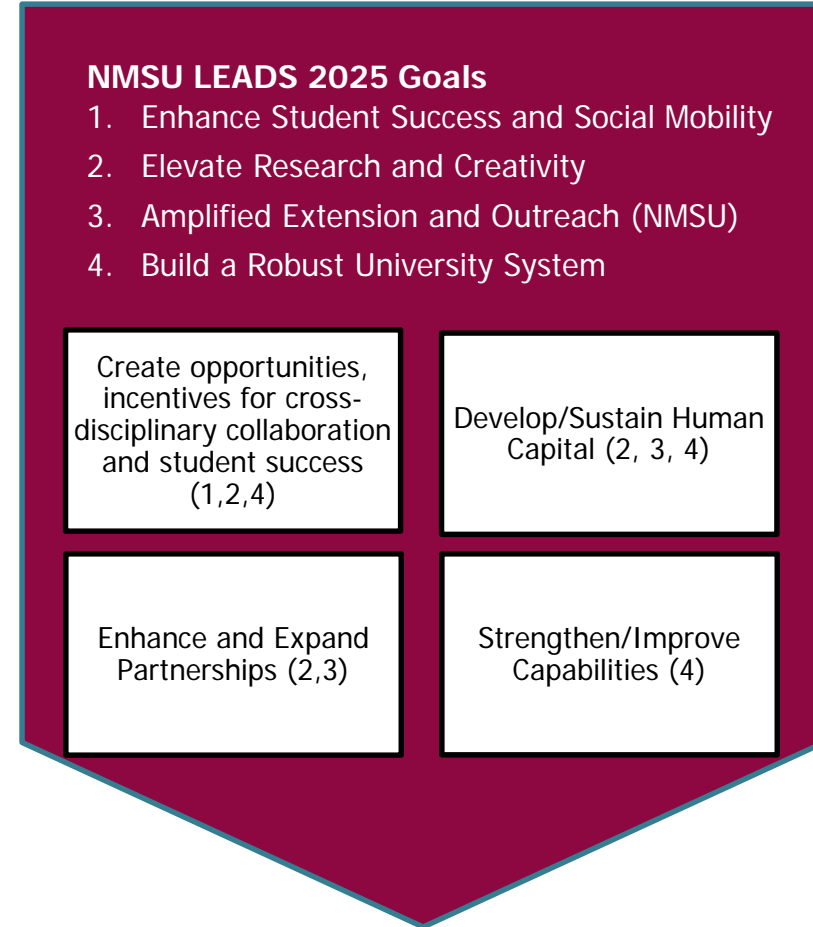 NMSU LEADS 2025 Goals
1. Enhance Student Success and Social Mobility
2. Elevate Research and Creativity
3. Amplified Extension and Outreach (NMSU)
4. Build a Robust University System
Create opportunities,
incentives for cross-
disciplinary collaboration
and student success
(1,2,4)
Develop/Sustain Human
Capital (2, 3, 4)
Enhance and Expand
Partnerships (2,3)
Strengthen/Improve
Capabilities (4)